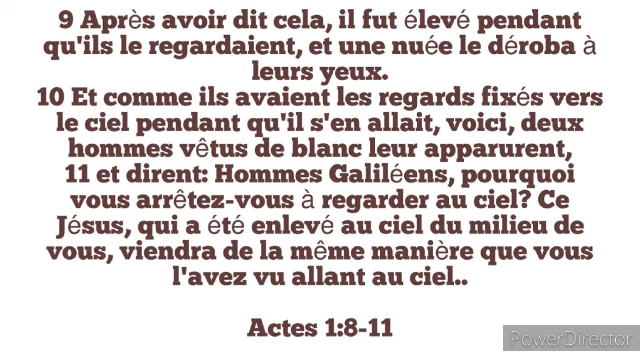 9 Après avoir dit cela, il fut élevé pendant
qu'ils le regardaient, et une nuée le déroba à
leurs yeux.
10 Et comme ils avaient les regards fixés vers
le ciel pendant qu'il s'en allait, voici, deux
hommes vêtus de blanc leur apparurent,
11 et dirent: Hommes Galiléens, pourquoi
vous arrêtez-vous à regarder au ciel? Ce
Jésus, qui a été enlevé au ciel du milieu de
vous, viendra de la même manière que vous
l'avez vu allant au ciel..
Actes 1:8-11
PowerDirector